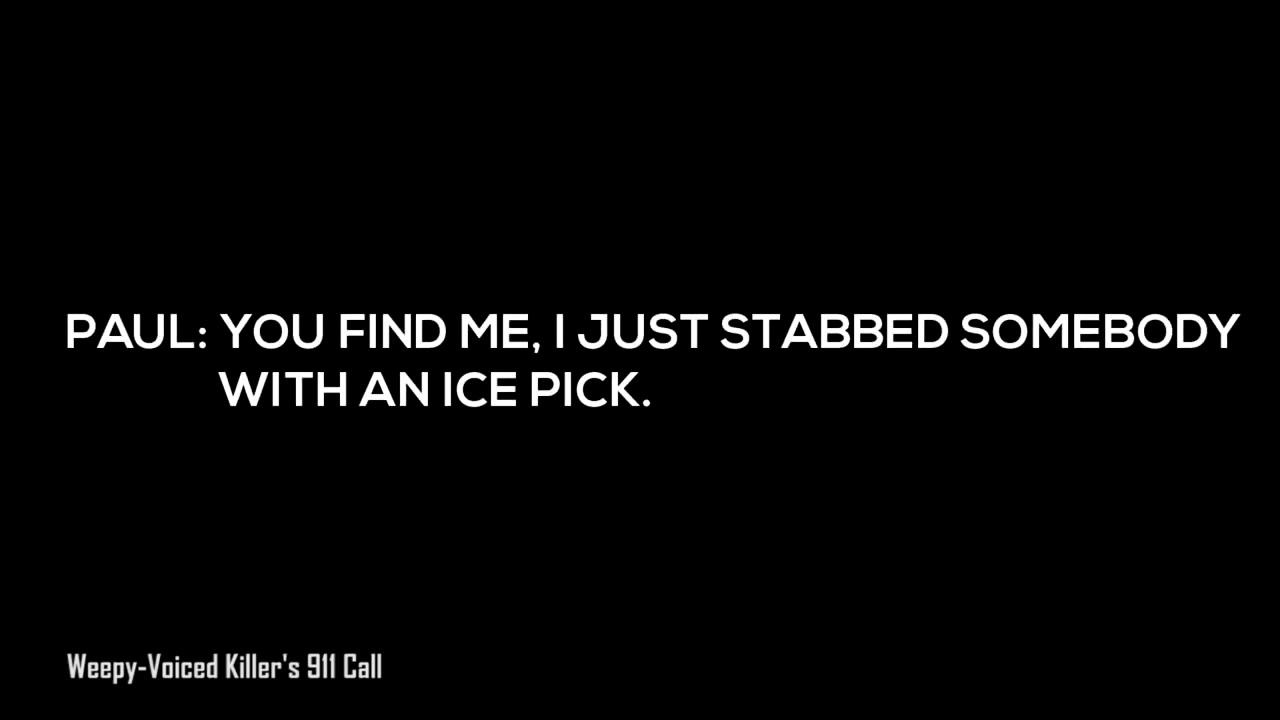 PAUL: YOU FIND ME, I JUST STABBED SOMEBODY
WITH AN ICE PICK.
Weepy-Voiced Killer's 911 Call